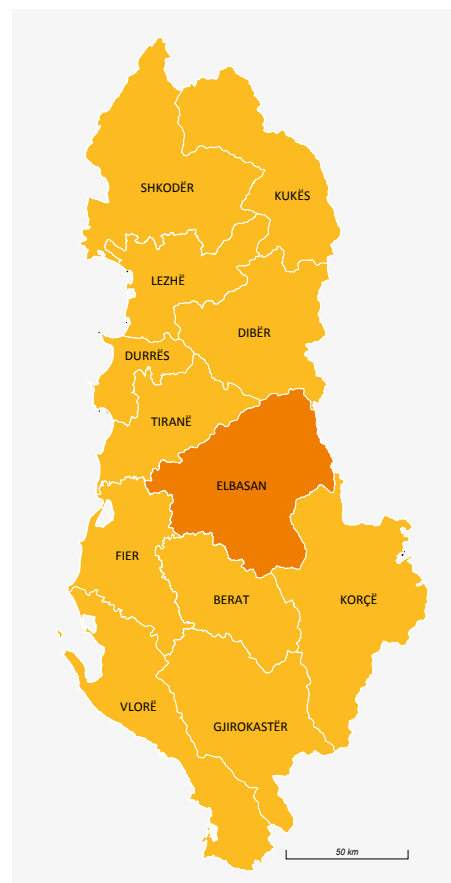 SHKODËR
KUKËS
LEZHË
DIBËR
DURRËS
TIRANË
ELBASAN
FIER
BERAT
KORÇË
VLORË
GJIROKASTËR
50 km